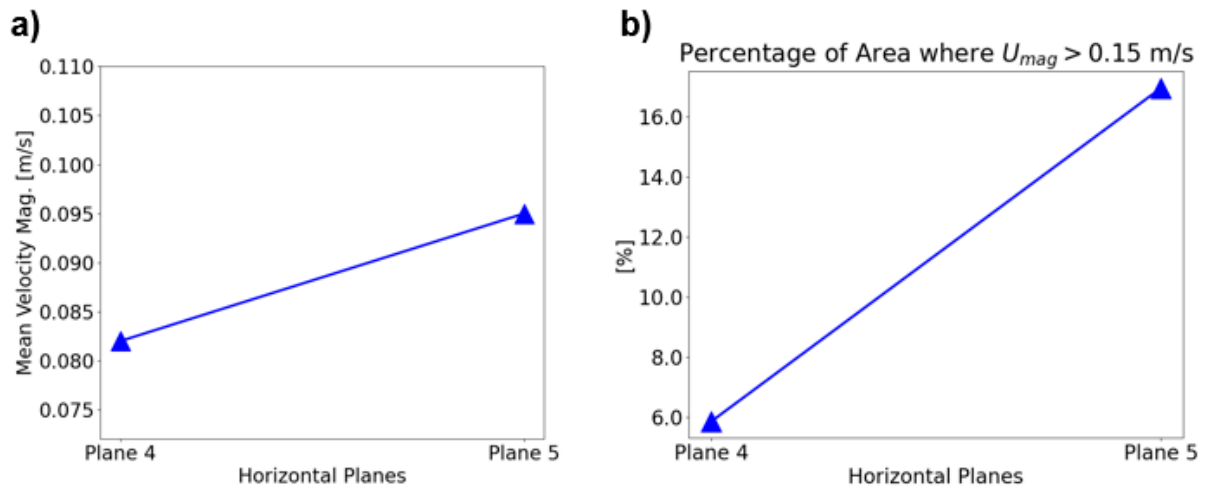 a)
0.110
0.105
0.100
0.095
0.090
0.085
0.080
0.075
Mean Velocity Mag. [m/s]
Plane 4
Plane 5
Horizontal Planes
b)
Percentage of Area where U_mag > 0.15 m/s
16.0
14.0
12.0
10.0
8.0
6.0
[%]
Plane 4
Plane 5
Horizontal Planes